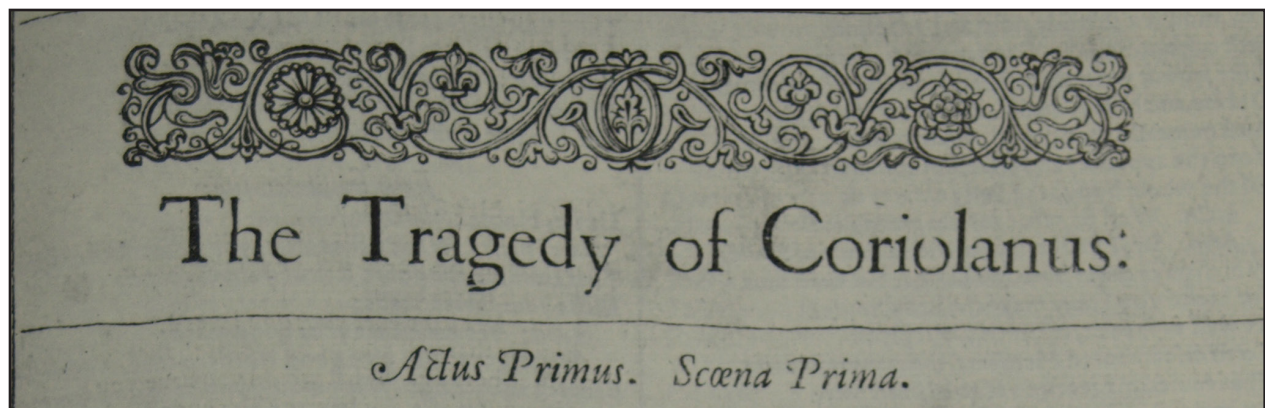 The Tragedy of Coriolanus:
Actus Primus. Scœna Prima.